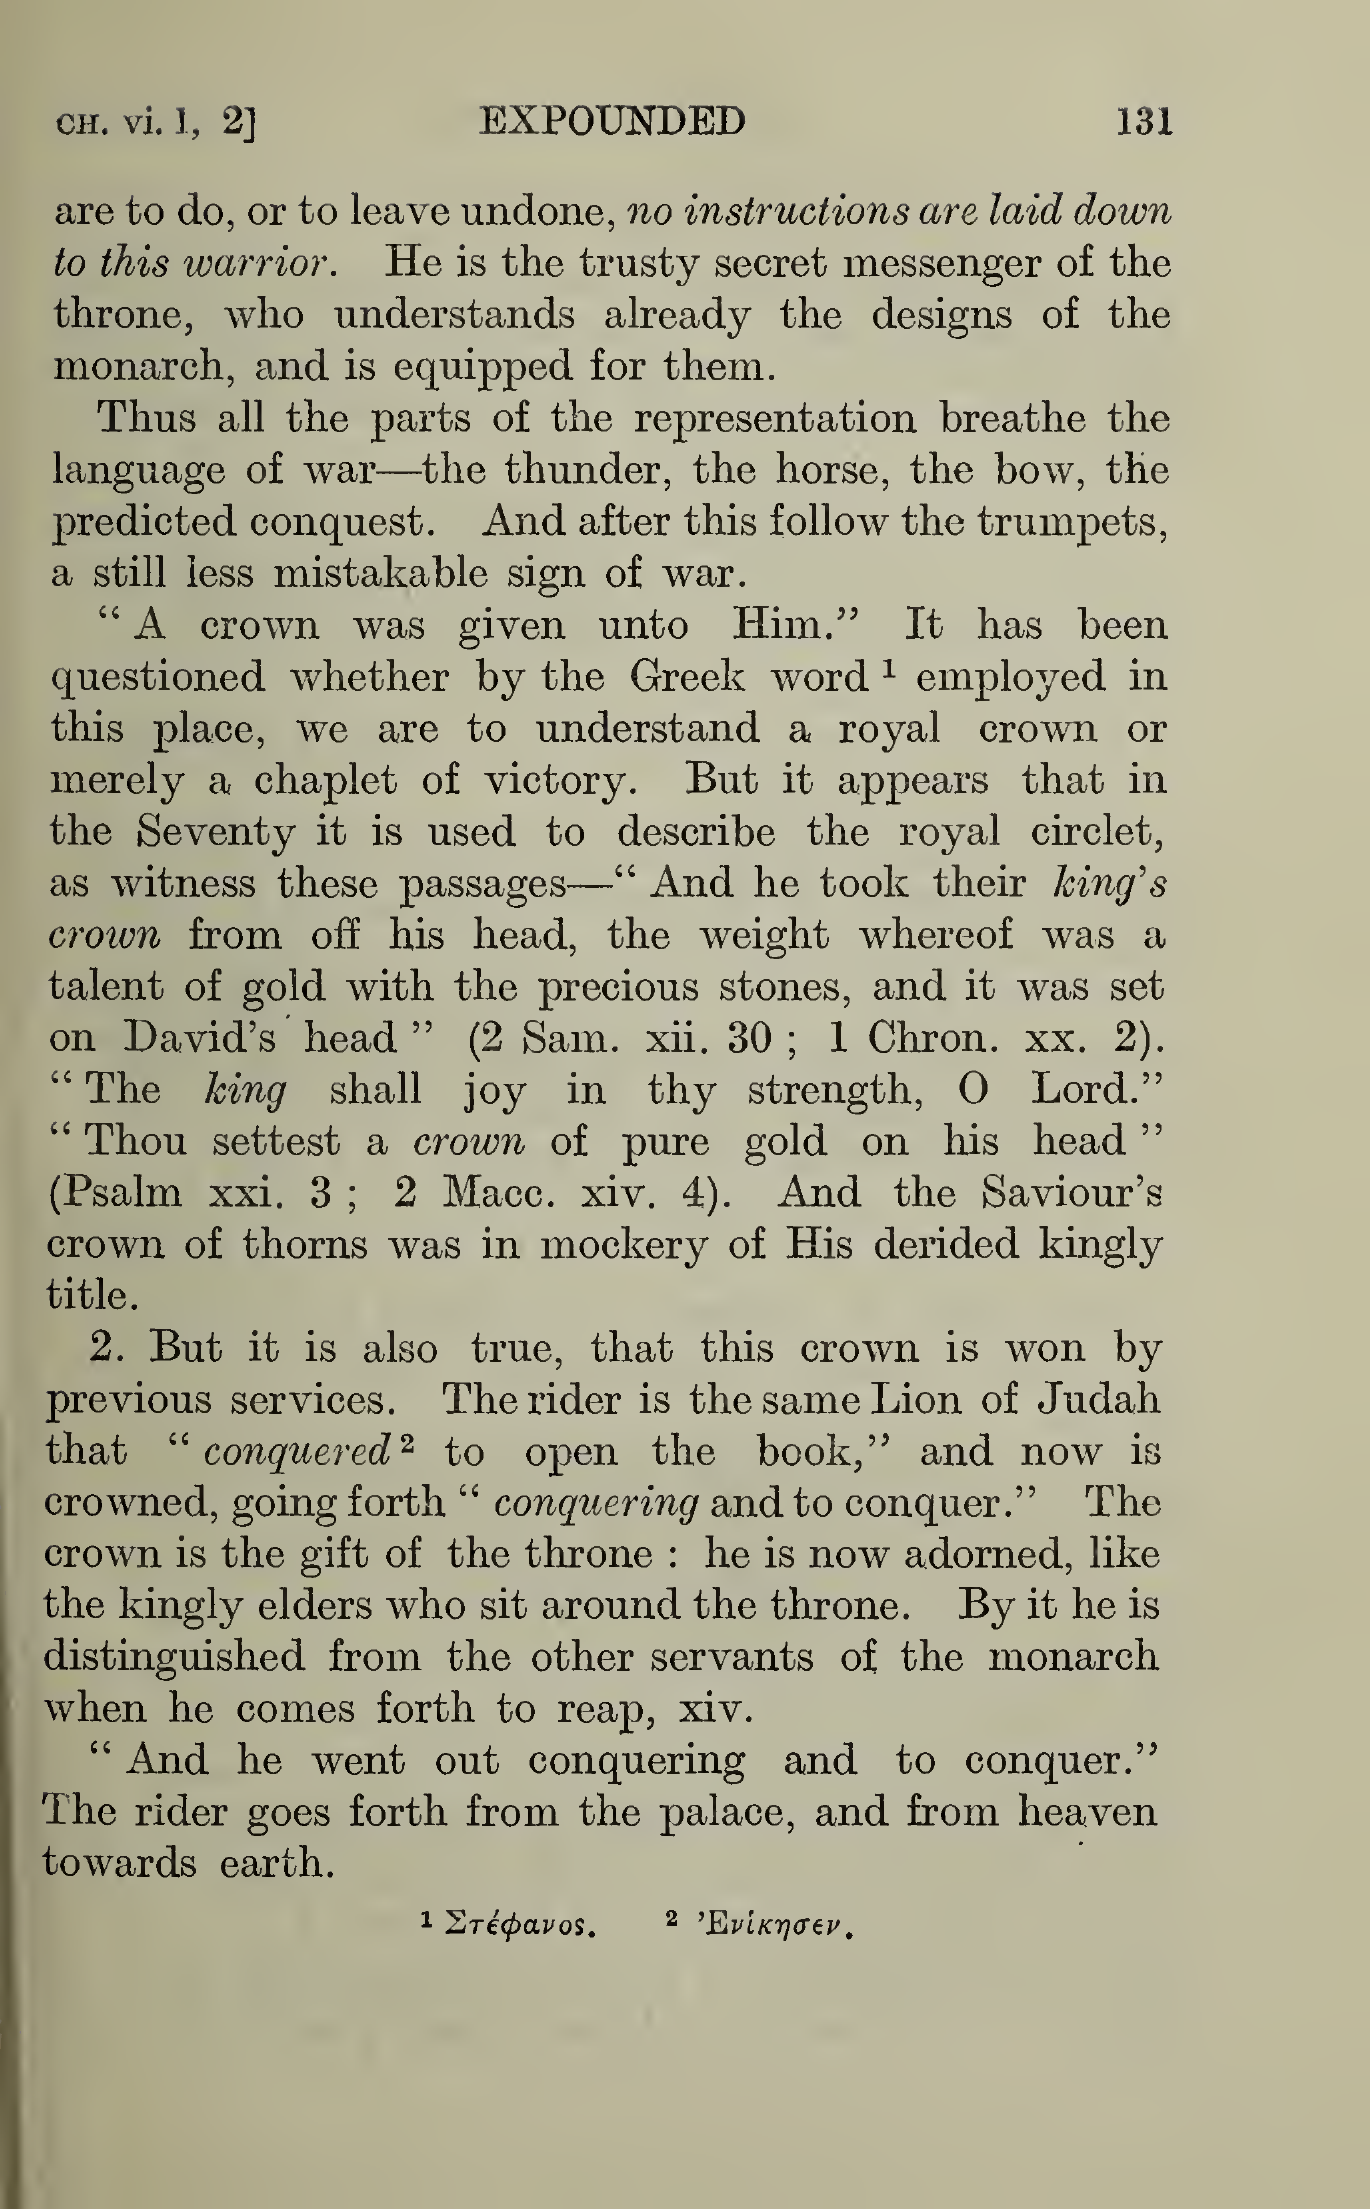 CH. vi. 1, 2] EXPOUNDED 131
are to do, or to leave undone, no instructions are laid down
to this warrior. He is the trusty secret messenger of the
throne, who understands already the designs of the
monarch, and is equipped for them.
Thus all the parts of the representation breathe the
language of war—the thunder, the horse, the bow, the
predicted conquest. And after this follow the trumpets,
a still less mistakable sign of war.
“ A crown was given unto Him.” It has been
questioned whether by the Greek word ¹ employed in
this place, we are to understand a royal crown or
merely a chaplet of victory. But it appears that in
the Seventy it is used to describe the royal circlet,
as witness these passages—“ And he took their king’s
crown from off his head, the weight whereof was a
talent of gold with the precious stones, and it was set
on David’s head ” (2 Sam. xii. 30 ; 1 Chron. xx. 2).
“ The king shall joy in thy strength, O Lord.”
“ Thou settest a crown of pure gold on his head ”
(Psalm xxi. 3 ; 2 Macc. xiv. 4). And the Saviour’s
crown of thorns was in mockery of His derided kingly
title.
2. But it is also true, that this crown is won by
previous services. The rider is the same Lion of Judah
that “ conquered ² to open the book,” and now is
crowned, going forth “ conquering and to conquer.” The
crown is the gift of the throne : he is now adorned, like
the kingly elders who sit around the throne. By it he is
distinguished from the other servants of the monarch
when he comes forth to reap, xiv.
“ And he went out conquering and to conquer.”
The rider goes forth from the palace, and from heaven
towards earth.
¹ Στέφανος. ² Ἐνίκησεν.